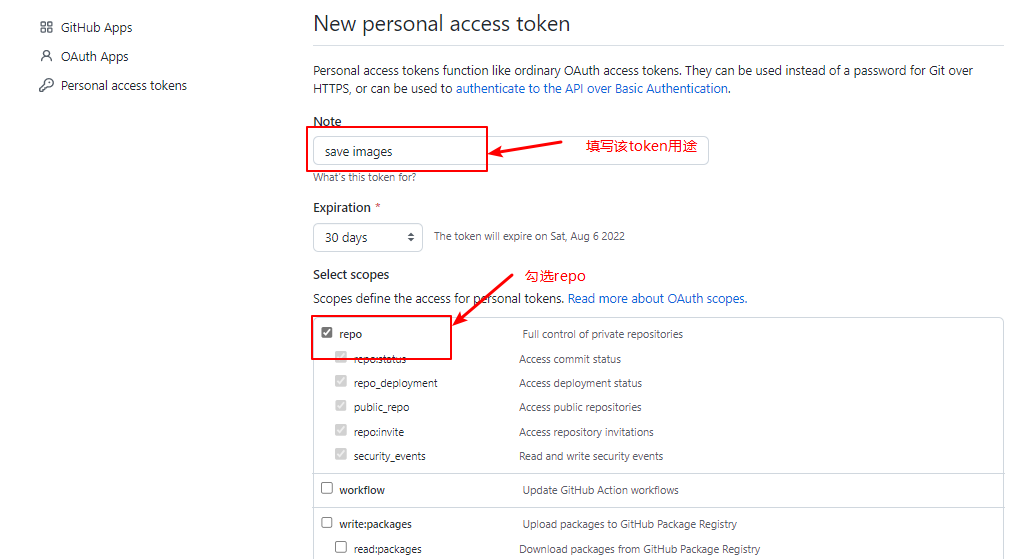 GitHub Apps
OAuth Apps
Personal access tokens
New personal access token
Personal access tokens function like ordinary OAuth access tokens. They can be used instead of a password for Git over
HTTPS, or can be used to authenticate to the API over Basic Authentication.
Note
save images
填写该token用途
What's this token for?
Expiration *
30 days
The token will expire on Sat, Aug 6 2022
Select scopes
勾选repo
Scopes define the access for personal tokens. Read more about OAuth scopes.
repo Full control of private repositories
repo:status Access commit status
repo_deployment Access deployment status
public_repo Access public repositories
repo:invite Access repository invitations
security_events Read and write security events
workflow Update GitHub Action workflows
write:packages Upload packages to GitHub Package Registry
read:packages Download packages from GitHub Package Registry